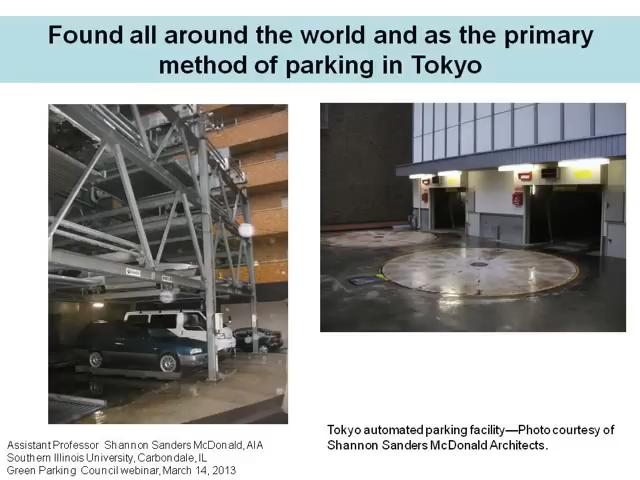 Found all around the world and as the primary
method of parking in Tokyo
Tokyo automated parking facility—Photo courtesy of
Shannon Sanders McDonald Architects.
Assistant Professor Shannon Sanders McDonald, AIA
Southern Illinois University, Carbondale, IL
Green Parking Council webinar, March 14, 2013